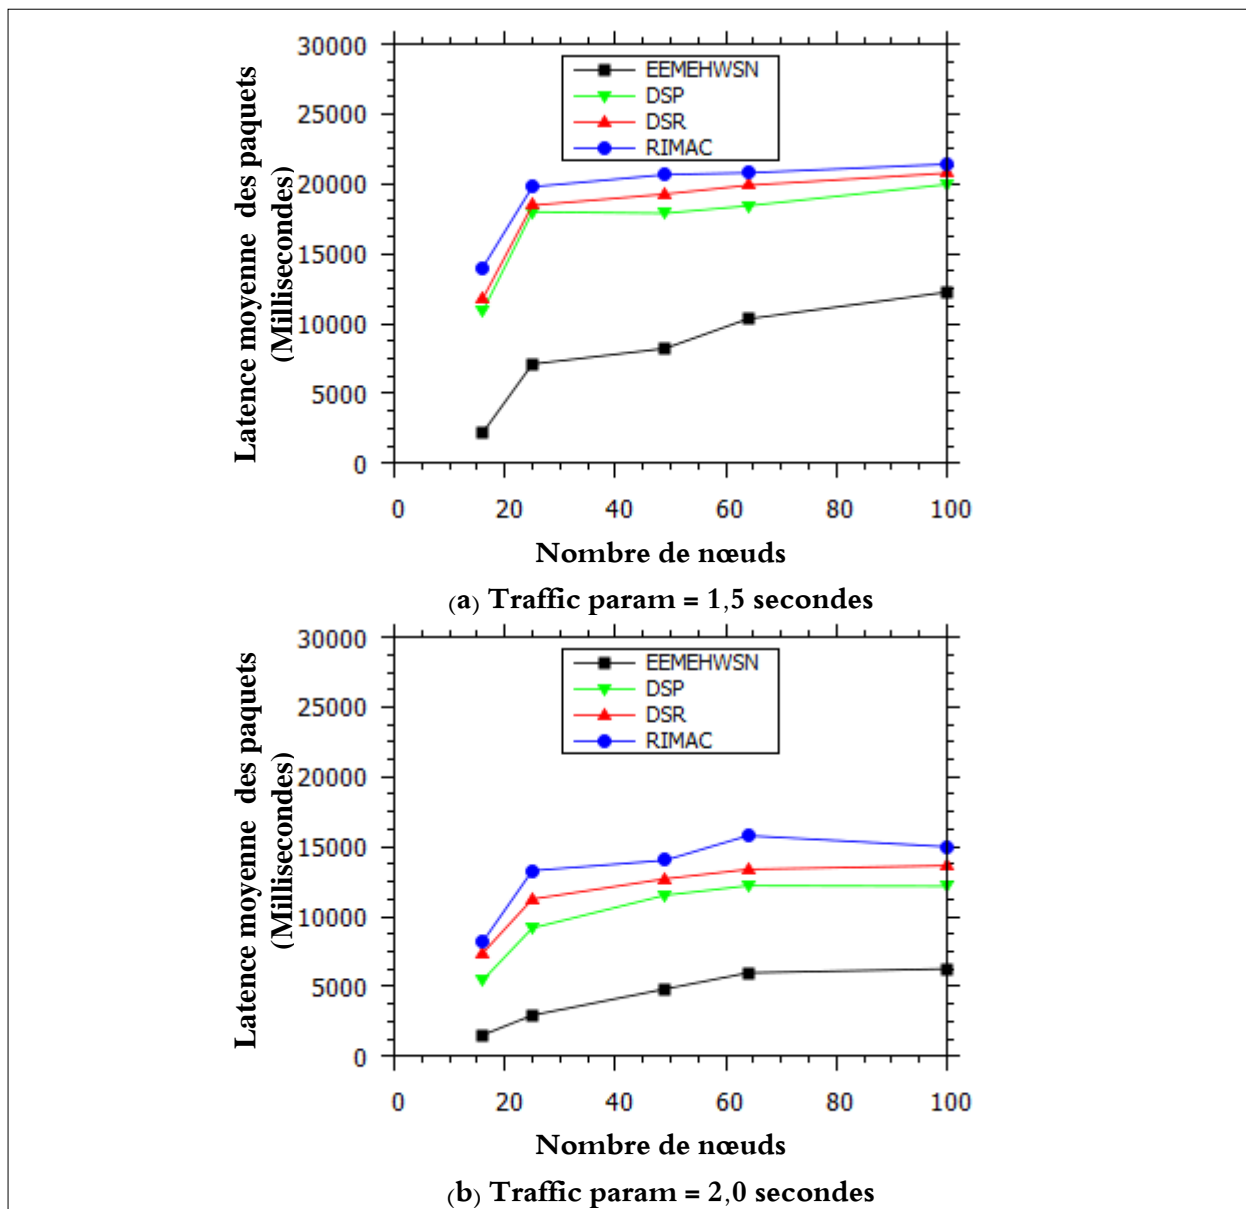 Latence moyenne des paquets
(Millisecondes)
30000
25000
20000
15000
10000
5000
0
EEMEHWSN
DSP
DSR
RIMAC
0 20 40 60 80 100
Nombre de nœuds
(a) Traffic param = 1,5 secondes
Latence moyenne des paquets
(Millisecondes)
30000
25000
20000
15000
10000
5000
0
EEMEHWSN
DSP
DSR
RIMAC
0 20 40 60 80 100
Nombre de nœuds
(b) Traffic param = 2,0 secondes